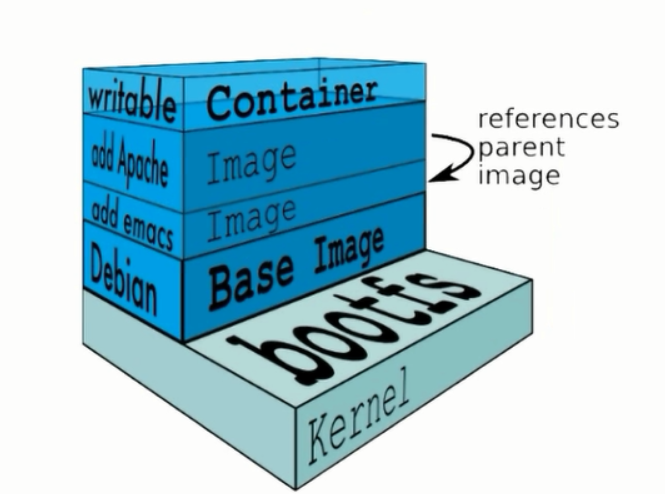 writable Container
add Apache Image
references
parent
image
add emacs Image
Debian Base Image
bootfs
Kernel